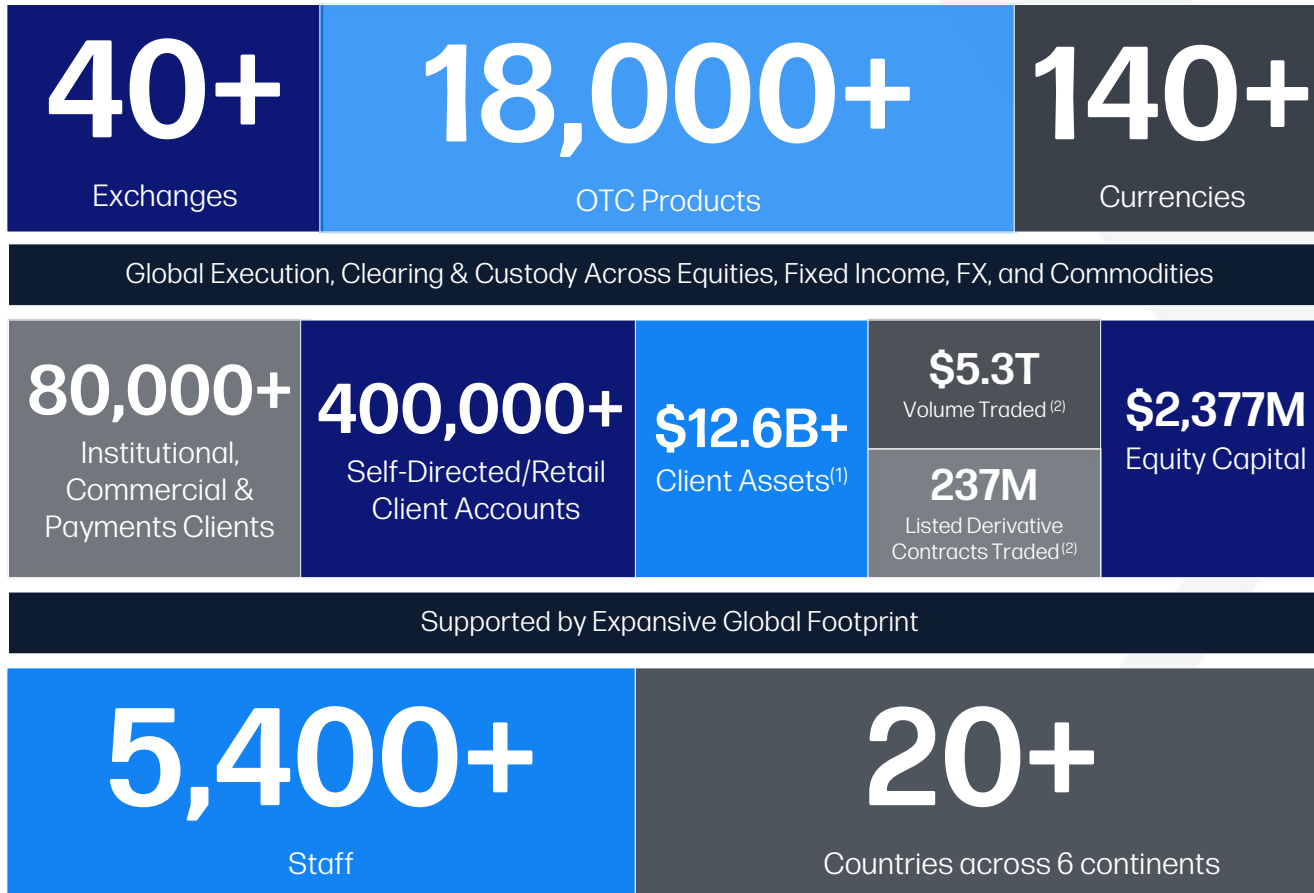 40+
Exchanges
18,000+
OTC Products
140+
Currencies
Global Execution, Clearing & Custody Across Equities, Fixed Income, FX, and Commodities
80,000+
Institutional,
Commercial &
Payments Clients
400,000+
Self-Directed/Retail
Client Accounts
$12.6B+
Client Assets(1)
$5.3T
Volume Traded (2)
237M
Listed Derivative
Contracts Traded(2)
$2,377M
Equity Capital
Supported by Expansive Global Footprint
5,400+
Staff
20+
Countries across 6 continents